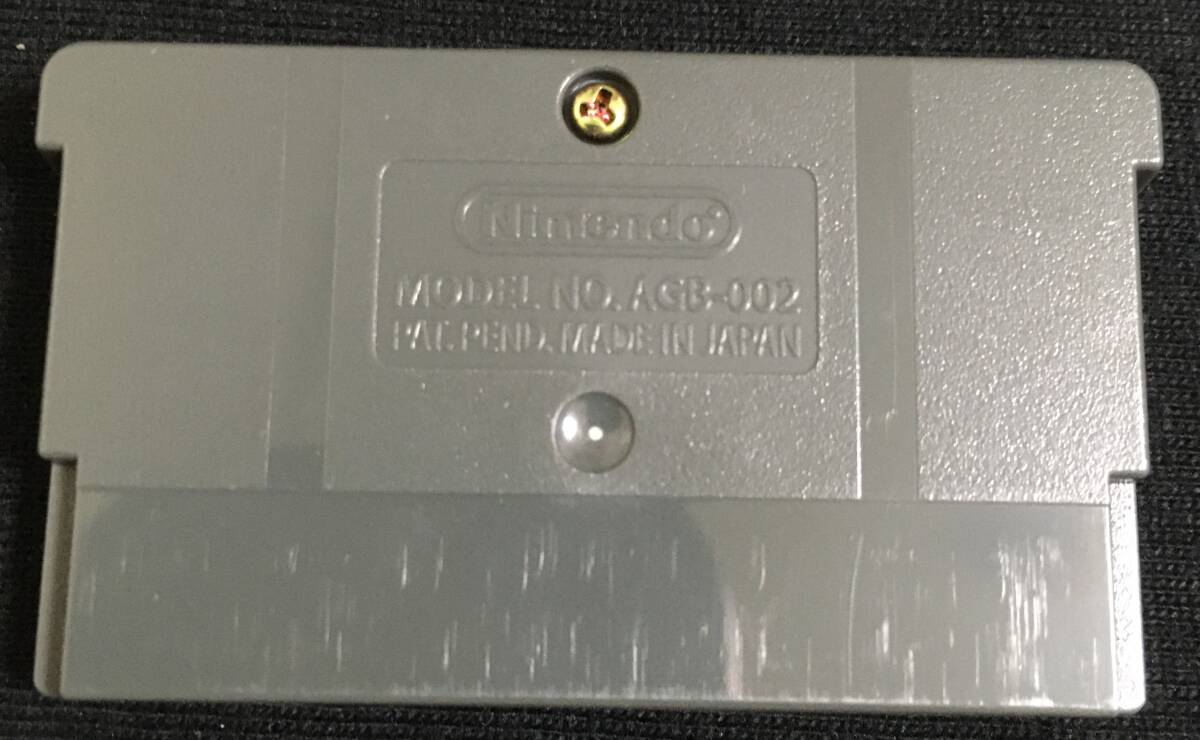 Nintendo®
MODEL NO. AGB-002
PAT. PEND. MADE IN JAPAN